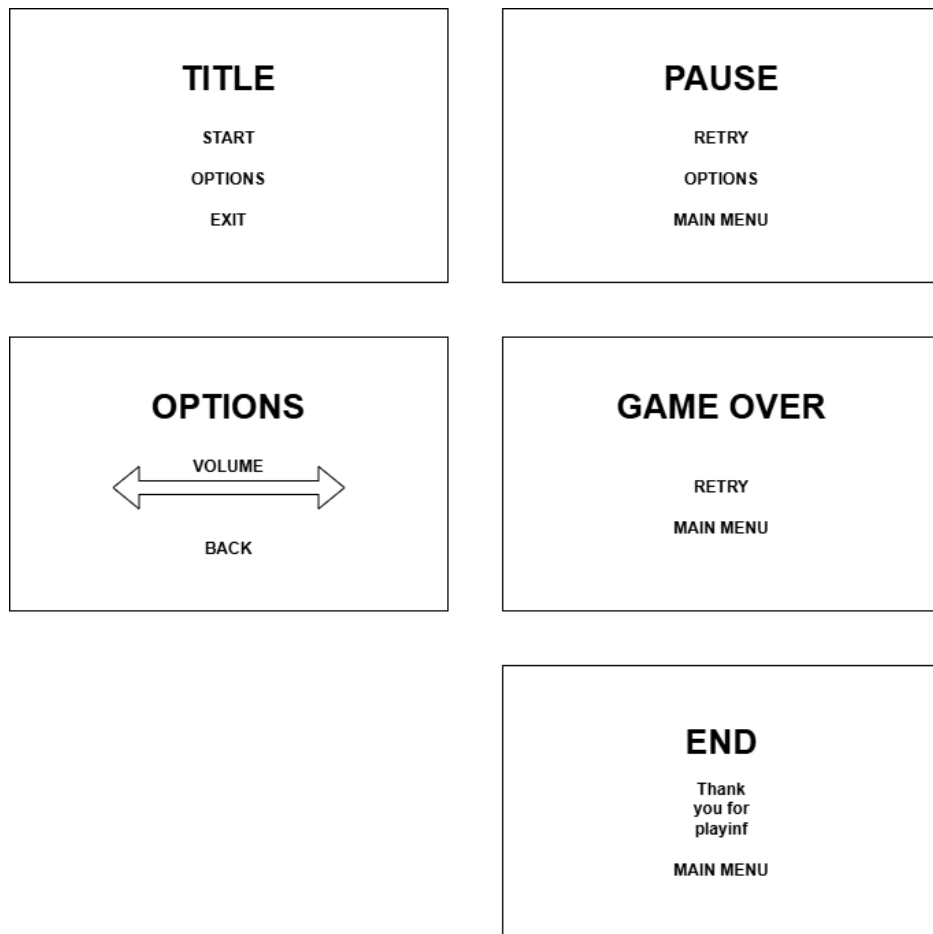 TITLE
START
OPTIONS
EXIT
PAUSE
RETRY
OPTIONS
MAIN MENU
OPTIONS
VOLUME
BACK
GAME OVER
RETRY
MAIN MENU
END
Thank
you for
playinf
MAIN MENU